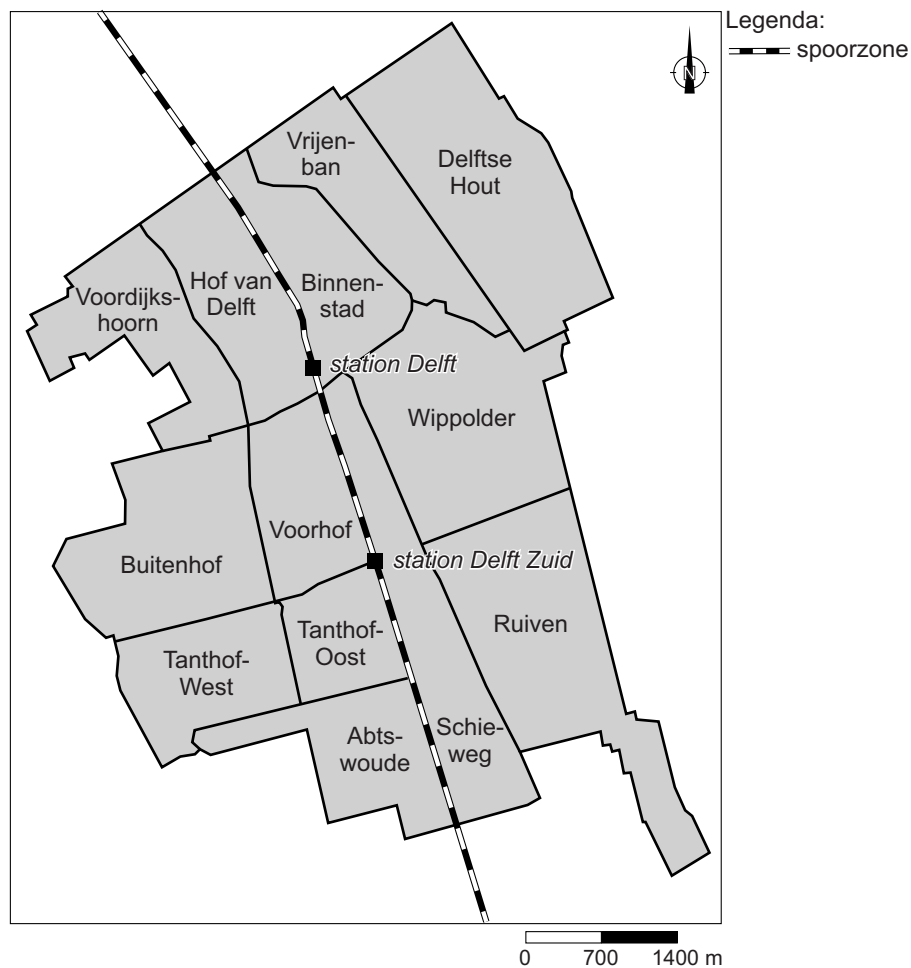 Legenda:
spoorzone
N
Vrijen-
ban
Delftse
Hout
Voordijks-
hoorn
Hof van
Delft
Binnen-
stad
station Delft
Wippolder
Voorhof
Buitenhof
station Delft Zuid
Ruiven
Tanthof-
Oost
Tanthof-
West
Abts-
woude
Schie-
weg
0 700 1400 m